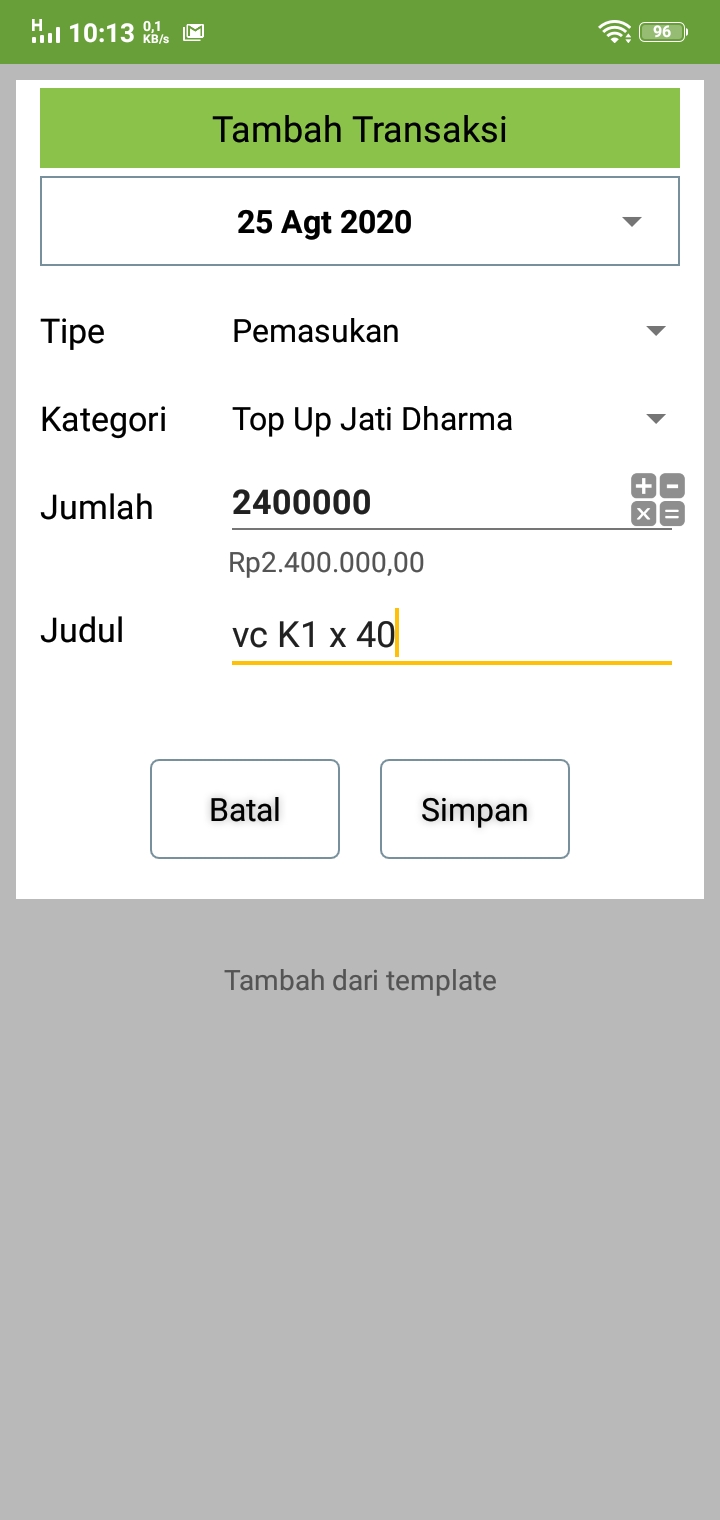 H 10:13 0,1 KB/s 96
Tambah Transaksi
25 Agt 2020
Tipe Pemasukan
Kategori Top Up Jati Dharma
Jumlah 2400000
Rp2.400.000,00
Judul vc K1 x 40
Batal Simpan
Tambah dari template